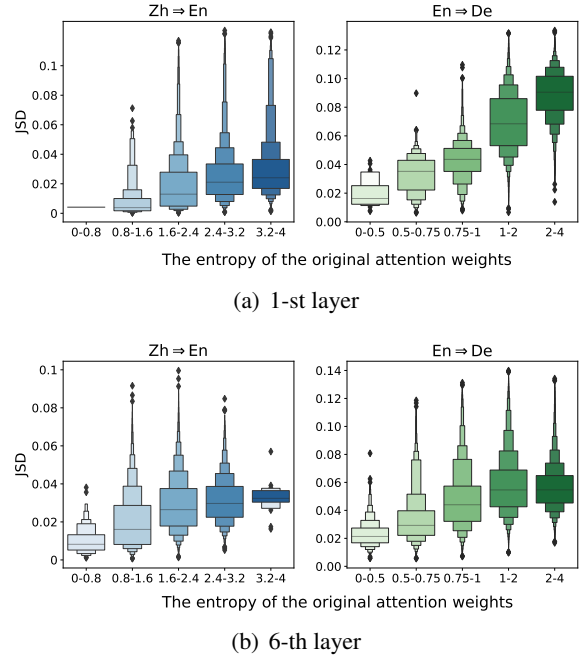 Zh ⇒ En
En ⇒ De
JSD
0.1
0.08
0.06
0.04
0.02
0
0.12
0.10
0.08
0.06
0.04
0.02
0.00
0-0.8 0.8-1.6 1.6-2.4 2.4-3.2 3.2-4
0-0.5 0.5-0.75 0.75-1 1-2 2-4
The entropy of the original attention weights
(a) 1-st layer
Zh ⇒ En
En ⇒ De
JSD
0.1
0.08
0.06
0.04
0.02
0
0.14
0.12
0.10
0.08
0.06
0.04
0.02
0.00
0-0.8 0.8-1.6 1.6-2.4 2.4-3.2 3.2-4
0-0.5 0.5-0.75 0.75-1 1-2 2-4
The entropy of the original attention weights
(b) 6-th layer